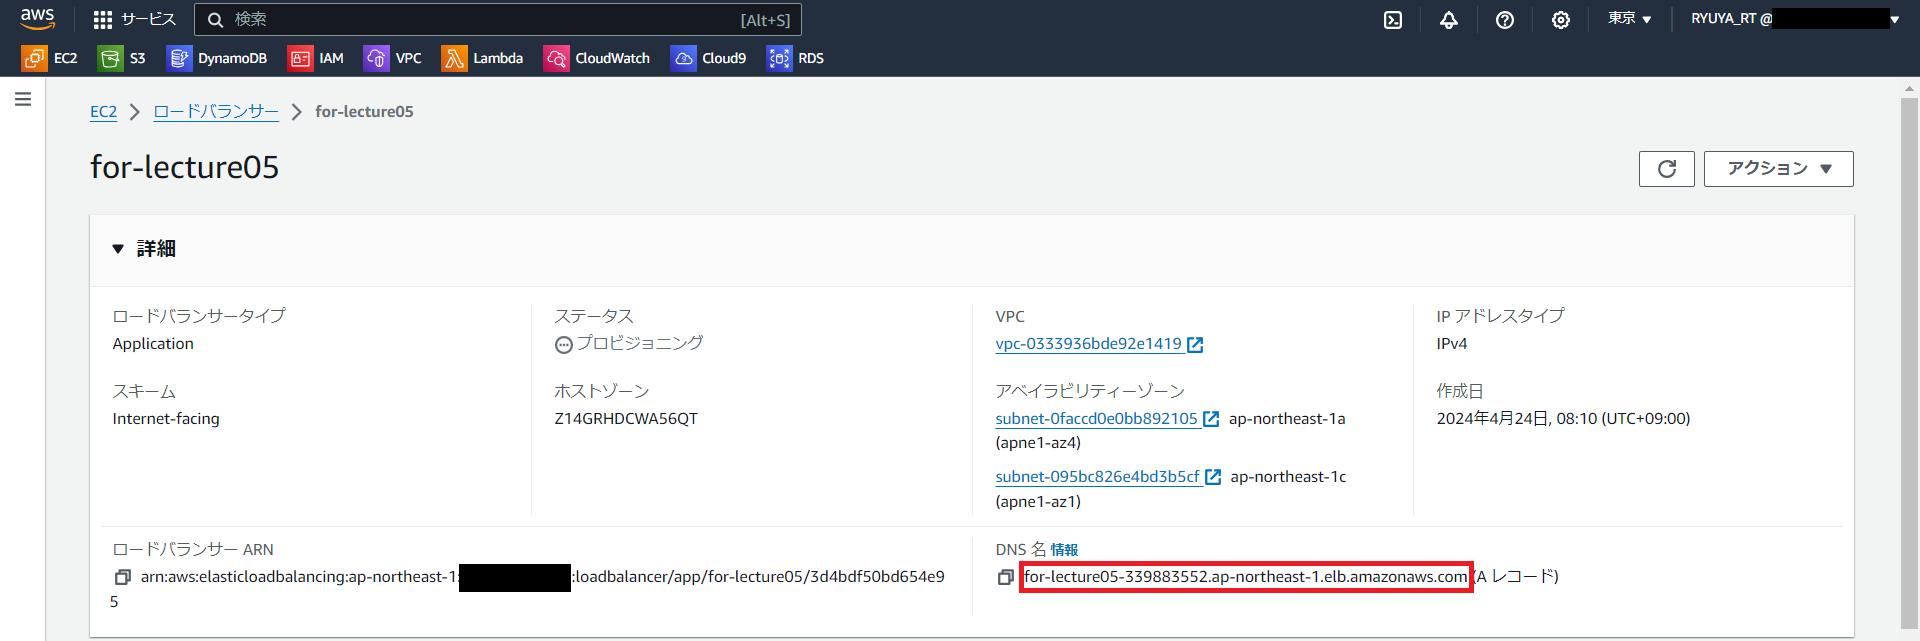 aws サービス 検索 [Alt+S] 東京 ▼ RYUYA_RT @ ▼
EC2 S3 DynamoDB IAM VPC Lambda CloudWatch Cloud9 RDS
EC2 > ロードバランサー > for-lecture05
for-lecture05
アクション ▼
▼ 詳細
ロードバランサータイプ
Application
ステータス
プロビジョニング
VPC
vpc-0333936bde92e1419
IP アドレスタイプ
IPv4
スキーム
Internet-facing
ホストゾーン
Z14GRHDCWA56QT
アベイラビリティーゾーン
subnet-0faccd0e0bb892105 ap-northeast-1a
(apne1-az4)
subnet-095bc826e4bd3b5cf ap-northeast-1c
(apne1-az1)
作成日
2024年4月24日, 08:10 (UTC+09:00)
ロードバランサー ARN
arn:aws:elasticloadbalancing:ap-northeast-1: :loadbalancer/app/for-lecture05/3d4bdf50bd654e9
5
DNS 名 情報
for-lecture05-339883552.ap-northeast-1.elb.amazonaws.com (A レコード)